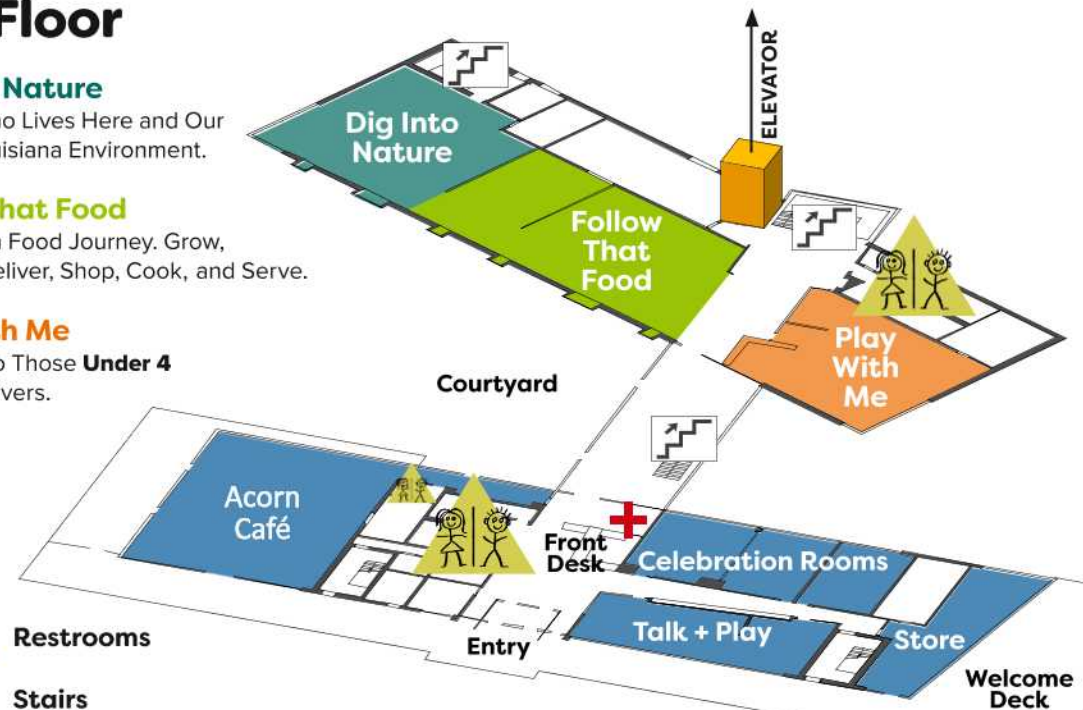 Floor
Nature
o Lives Here and Our
uisiana Environment.
hat Food
Food Journey. Grow,
eliver, Shop, Cook, and Serve.
h Me
o Those Under 4
vers.
Restrooms
Stairs
ELEVATOR
Dig Into
Nature
Follow
That
Food
Play
With
Me
Courtyard
Acorn
Café
Front
Desk
Celebration Rooms
Talk + Play
Store
Entry
Welcome
Deck